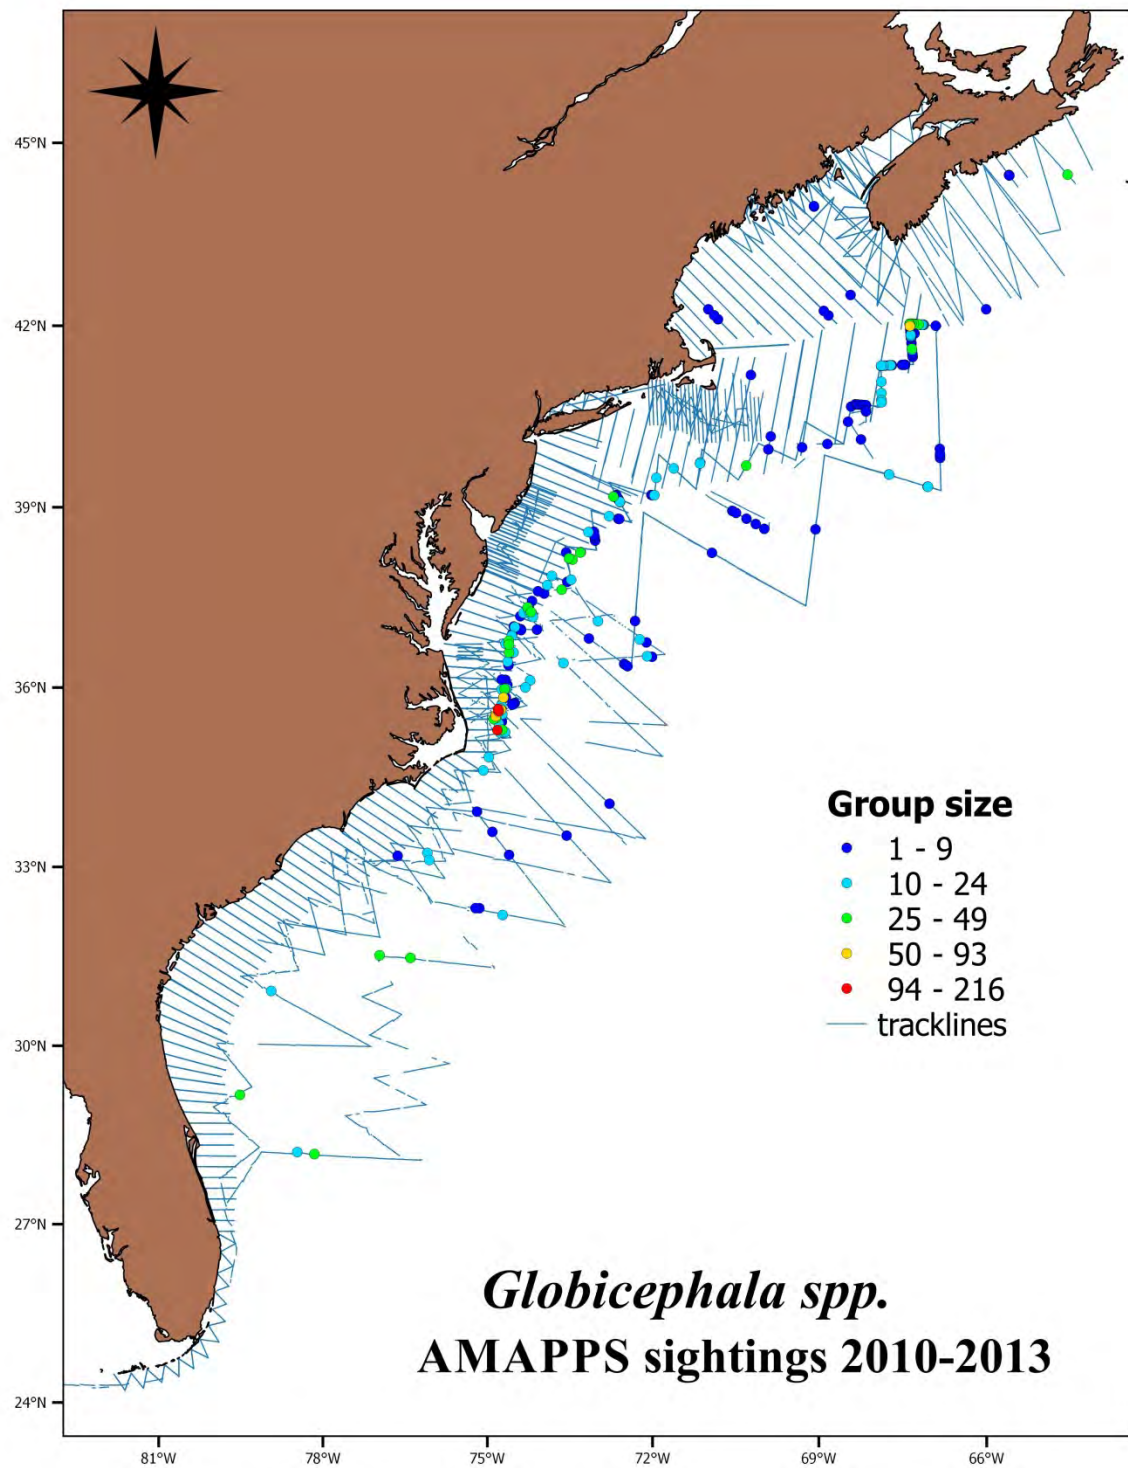 45°N
42°N
39°N
36°N
33°N
30°N
27°N
24°N
81°W
78°W
75°W
72°W
69°W
66°W
Group size
1 - 9
10 - 24
25 - 49
50 - 93
94 - 216
tracklines
Globicephala spp.
AMAPPS sightings 2010-2013